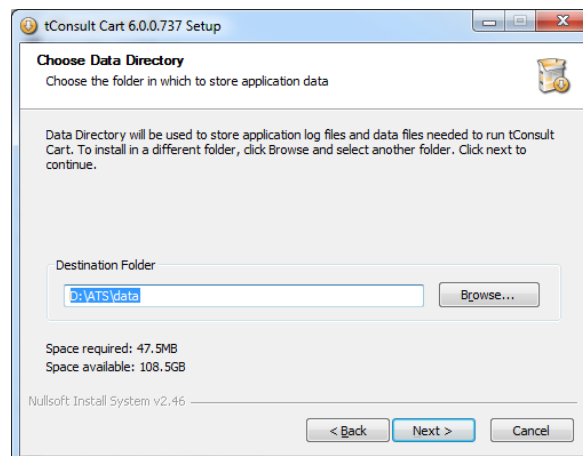 tConsult Cart 6.0.0.737 Setup
Choose Data Directory
Choose the folder in which to store application data
Data Directory will be used to store application log files and data files needed to run tConsult
Cart. To install in a different folder, click Browse and select another folder. Click next to
continue.
Destination Folder
D:\ATS\data
Browse...
Space required: 47.5MB
Space available: 108.5GB
Nullsoft Install System v2.46
< Back
Next >
Cancel